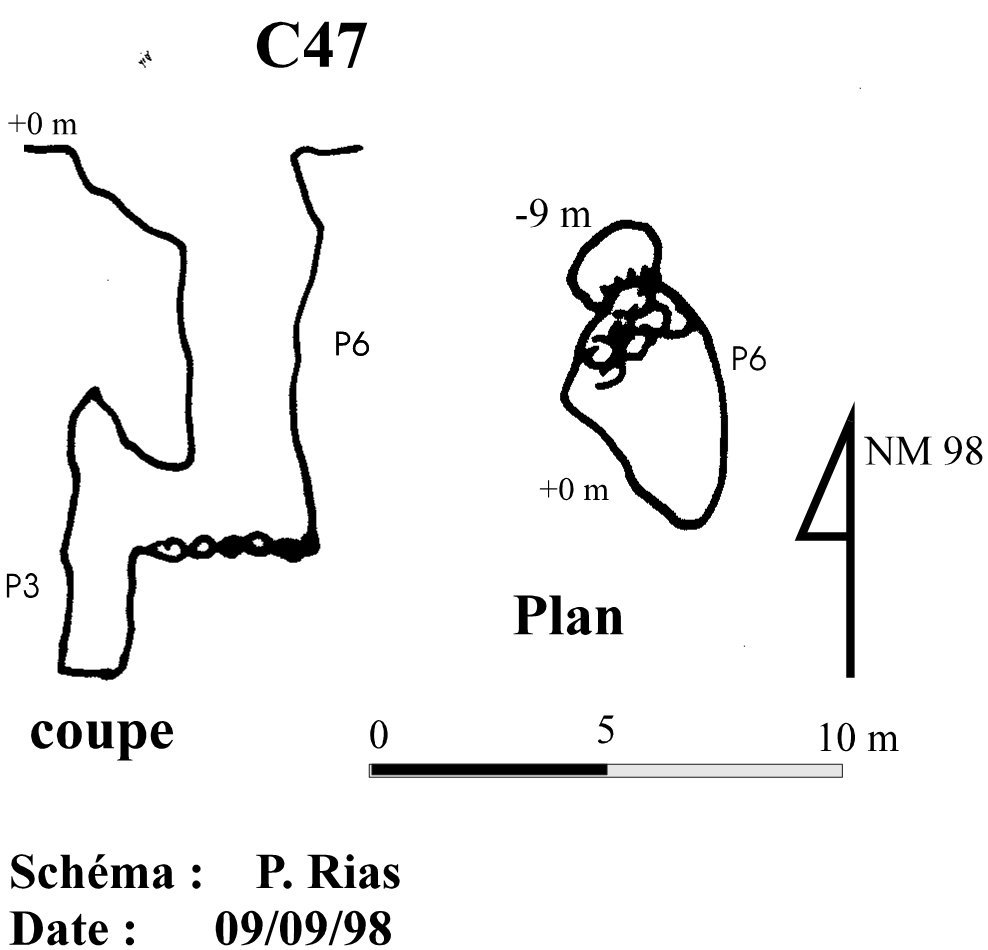 C47
+0 m
-9 m
P6
P6
+0 m
NM 98
P3
Plan
coupe
0 5 10 m
Schéma : P. Rias
Date : 09/09/98